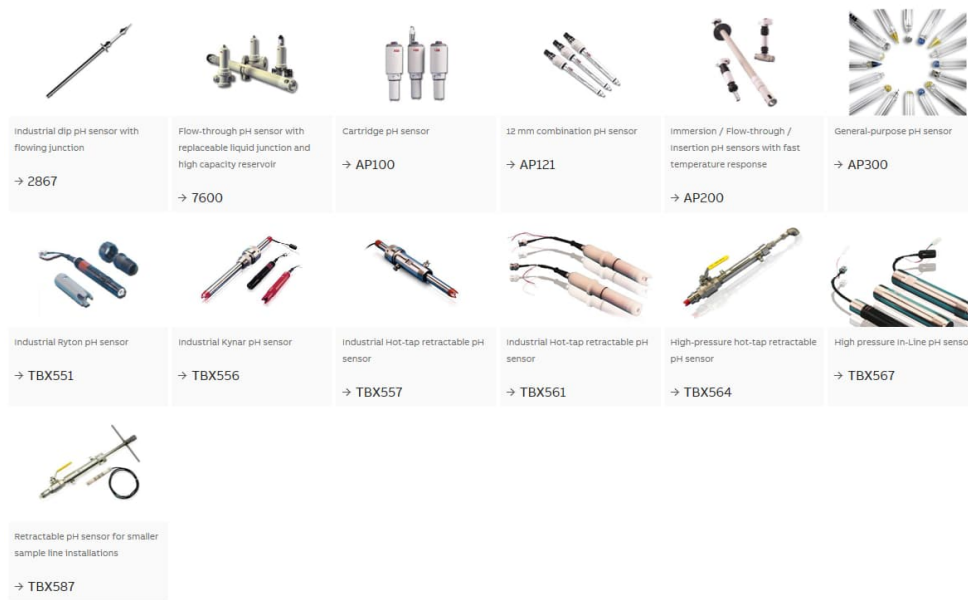 Industrial dip pH sensor with
flowing junction
→ 2867
Flow-through pH sensor with
replaceable liquid junction and
high capacity reservoir
→ 7600
Cartridge pH sensor
→ AP100
12 mm combination pH sensor
→ AP121
Immersion / Flow-through /
Insertion pH sensors with fast
temperature response
→ AP200
General-purpose pH sensor
→ AP300
Industrial Ryton pH sensor
→ TBX551
Industrial Kynar pH sensor
→ TBX556
Industrial Hot-tap retractable pH
sensor
→ TBX557
Industrial Hot-tap retractable pH
sensor
→ TBX561
High-pressure hot-tap retractable
pH sensor
→ TBX564
High pressure In-Line pH senso
→ TBX567
Retractable pH sensor for smaller
sample line installations
→ TBX587